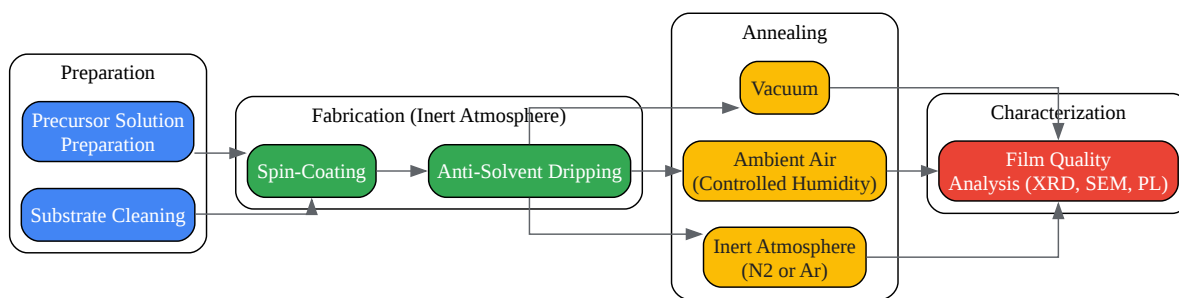 Preparation
Precursor Solution
Preparation
Substrate Cleaning
Fabrication (Inert Atmosphere)
Spin-Coating
Anti-Solvent Dripping
Annealing
Vacuum
Ambient Air
(Controlled Humidity)
Inert Atmosphere
(N2 or Ar)
Characterization
Film Quality
Analysis (XRD, SEM, PL)